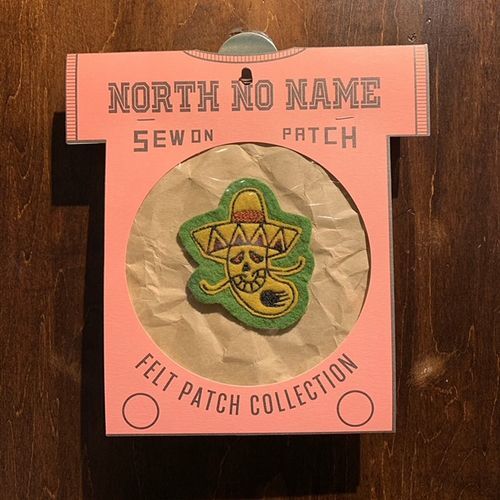 NORTH NO NAME
SEW ON PATCH
FELT PATCH COLLECTION